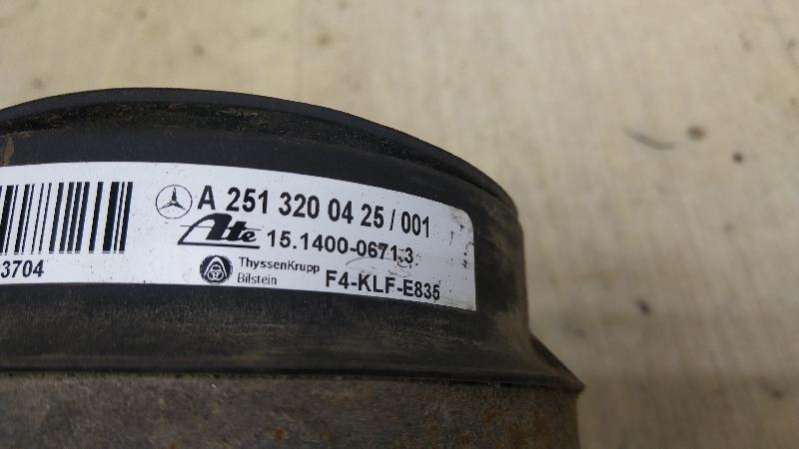 A 251 320 04 25 / 001
Ate 15.1400-0671.3
ThyssenKrupp
Bilstein
F4-KLF-E835
3704